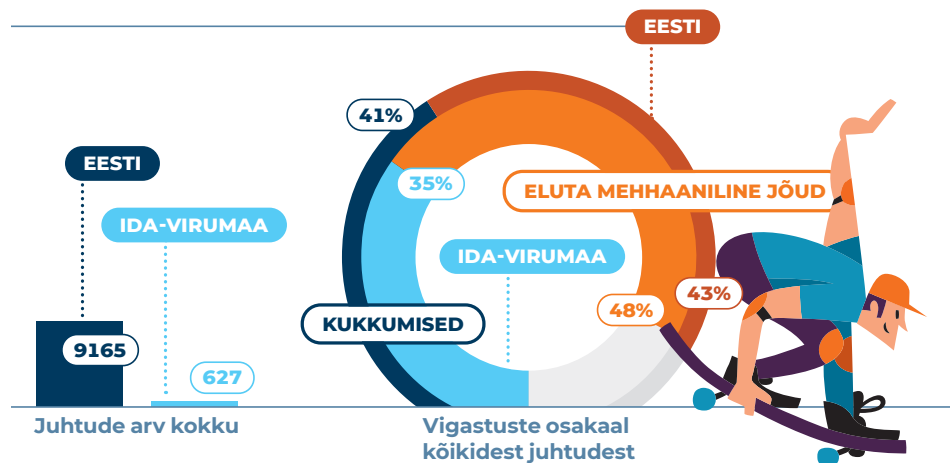 EESTI
41%
EESTI
35%
ELUTA MEHHAANILINE JÕUD
IDA-VIRUMAA
IDA-VIRUMAA
43%
48%
KUKKUMISED
9165
627
Juhtude arv kokku
Vigastuste osakaal
kõikidest juhtudest